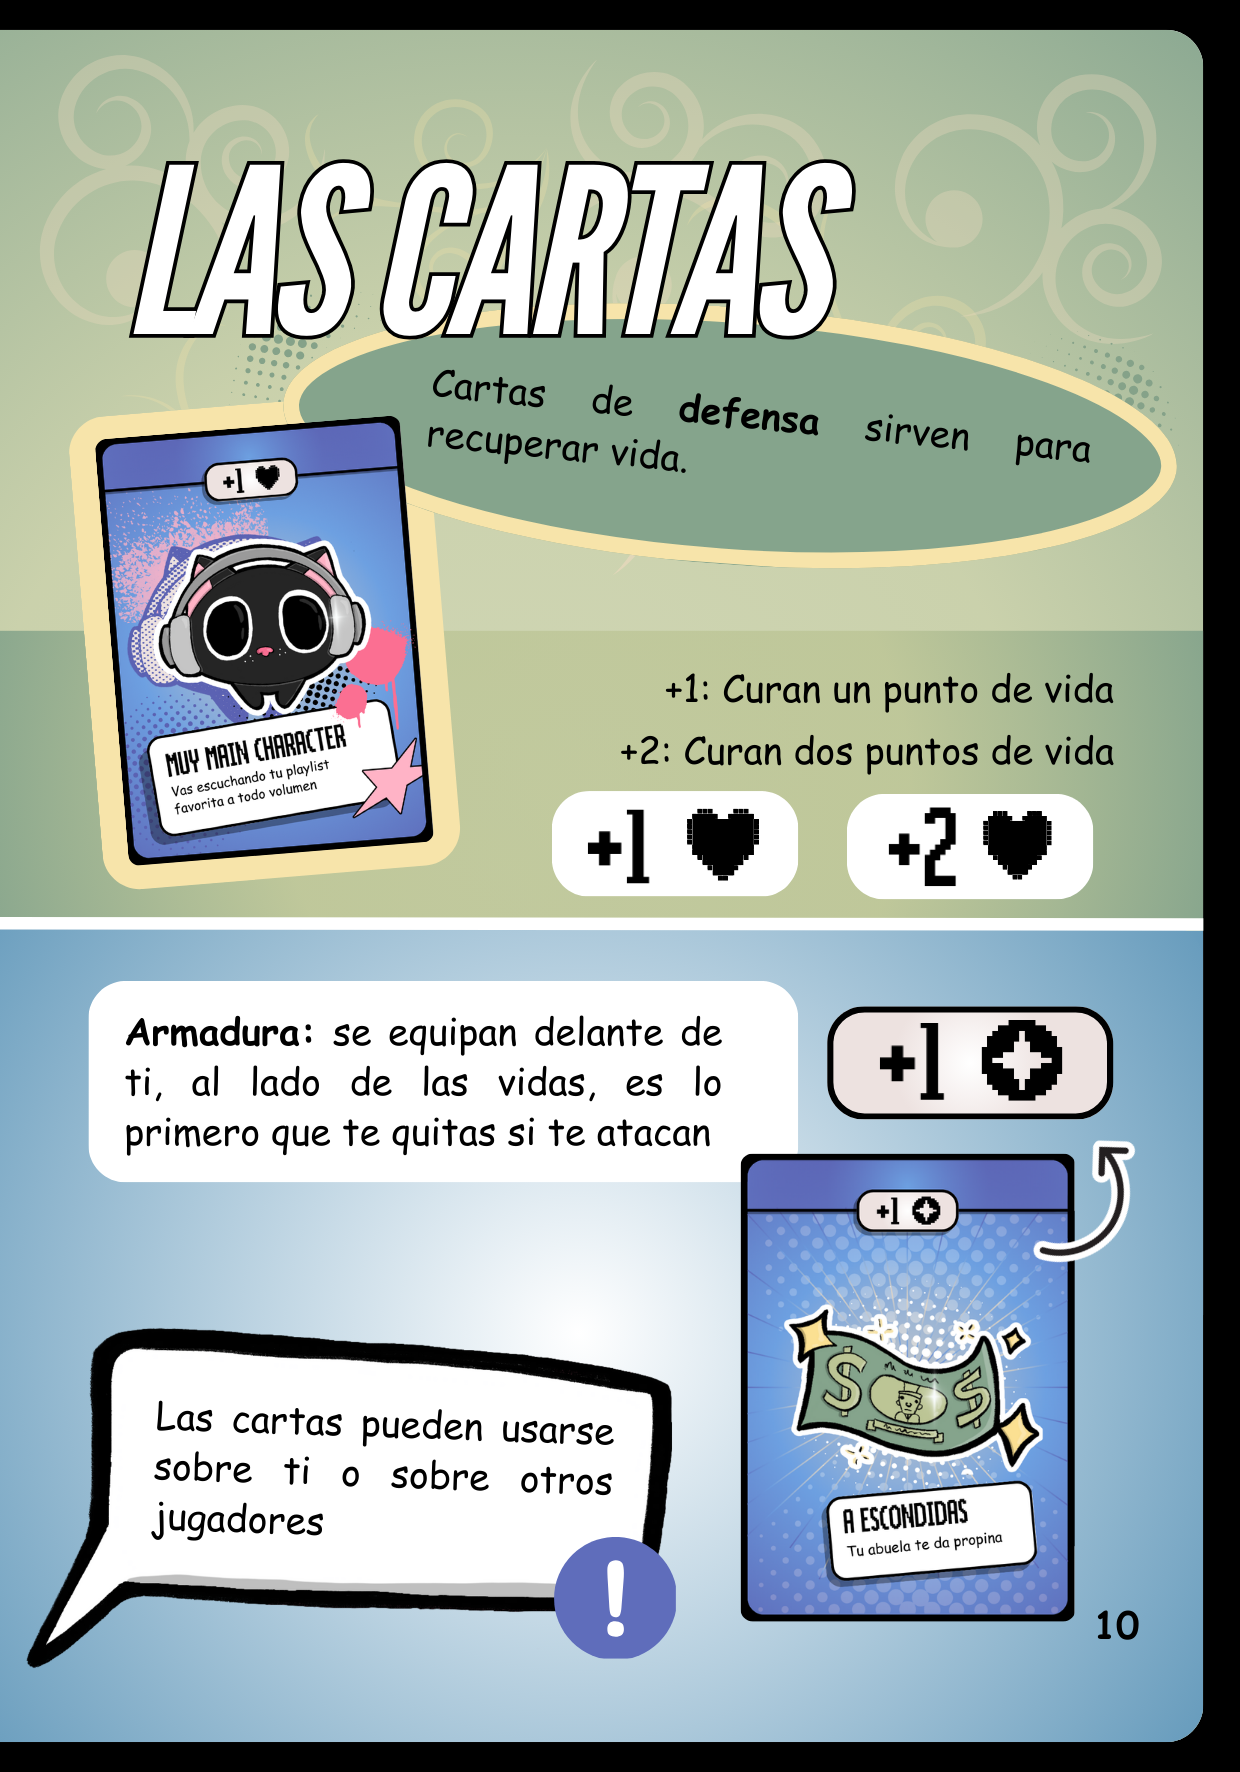 LAS CARTAS
Cartas de defensa sirven para
recuperar vida.
+1
MUY MAIN CHARACTER
Vas escuchando tu playlist
favorita a todo volumen
+1: Curan un punto de vida
+2: Curan dos puntos de vida
+1
+2
Armadura: se equipan delante de
ti, al lado de las vidas, es lo
primero que te quitas si te atacan
+1
+1
$ $
A ESCONDIDAS
Tu abuela te da propina
Las cartas pueden usarse
sobre ti o sobre otros
jugadores
!
10